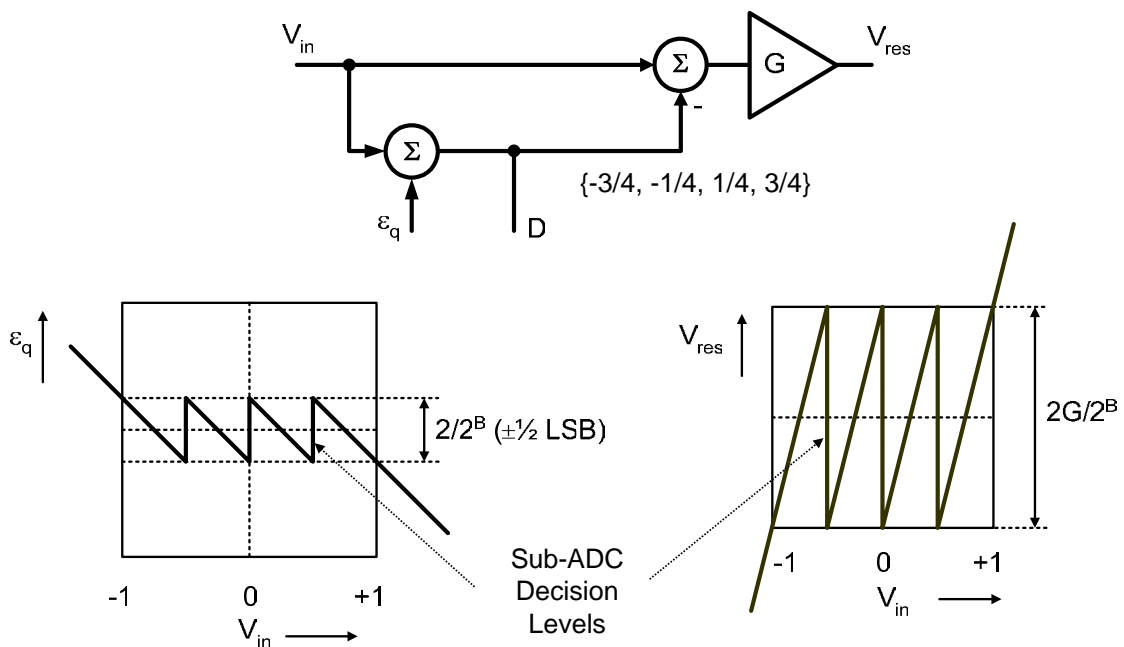 V_in
Σ
G
V_res
-
Σ
{-3/4, -1/4, 1/4, 3/4}
ε_q
D
ε_q
2/2^B (±½ LSB)
-1
0
+1
V_in
Sub-ADC
Decision
Levels
V_res
2G/2^B
-1
0
+1
V_in